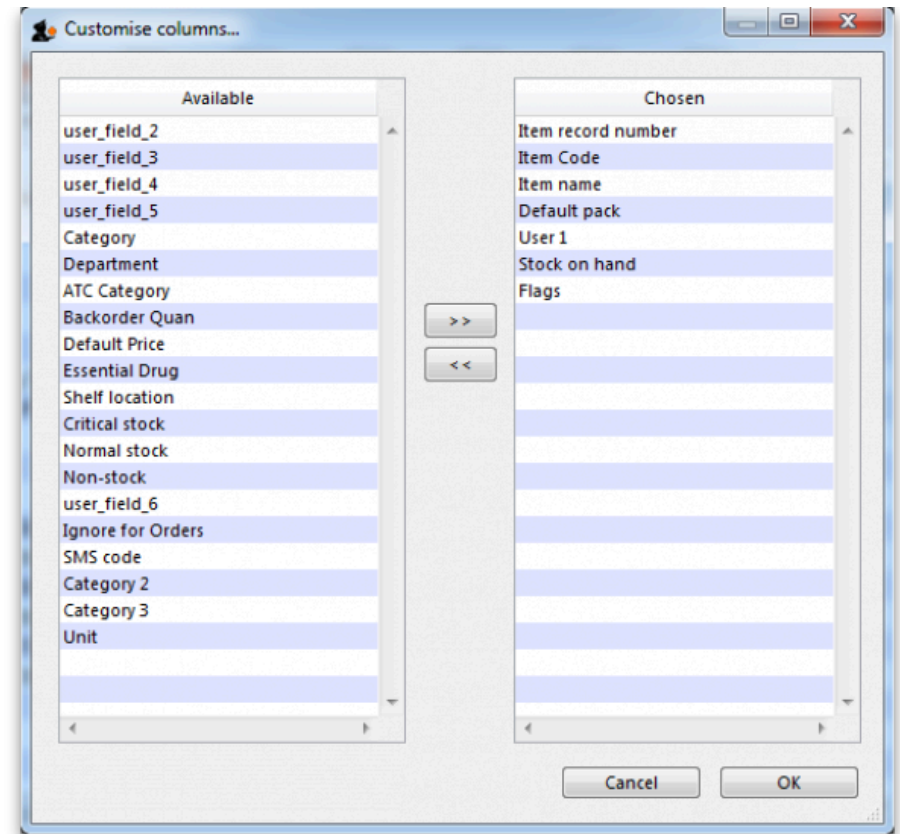 Customise columns...
Available
user_field_2
user_field_3
user_field_4
user_field_5
Category
Department
ATC Category
Backorder Quan
Default Price
Essential Drug
Shelf location
Critical stock
Normal stock
Non-stock
user_field_6
Ignore for Orders
SMS code
Category 2
Category 3
Unit
>>
<<
Chosen
Item record number
Item Code
Item name
Default pack
User 1
Stock on hand
Flags
Cancel
OK